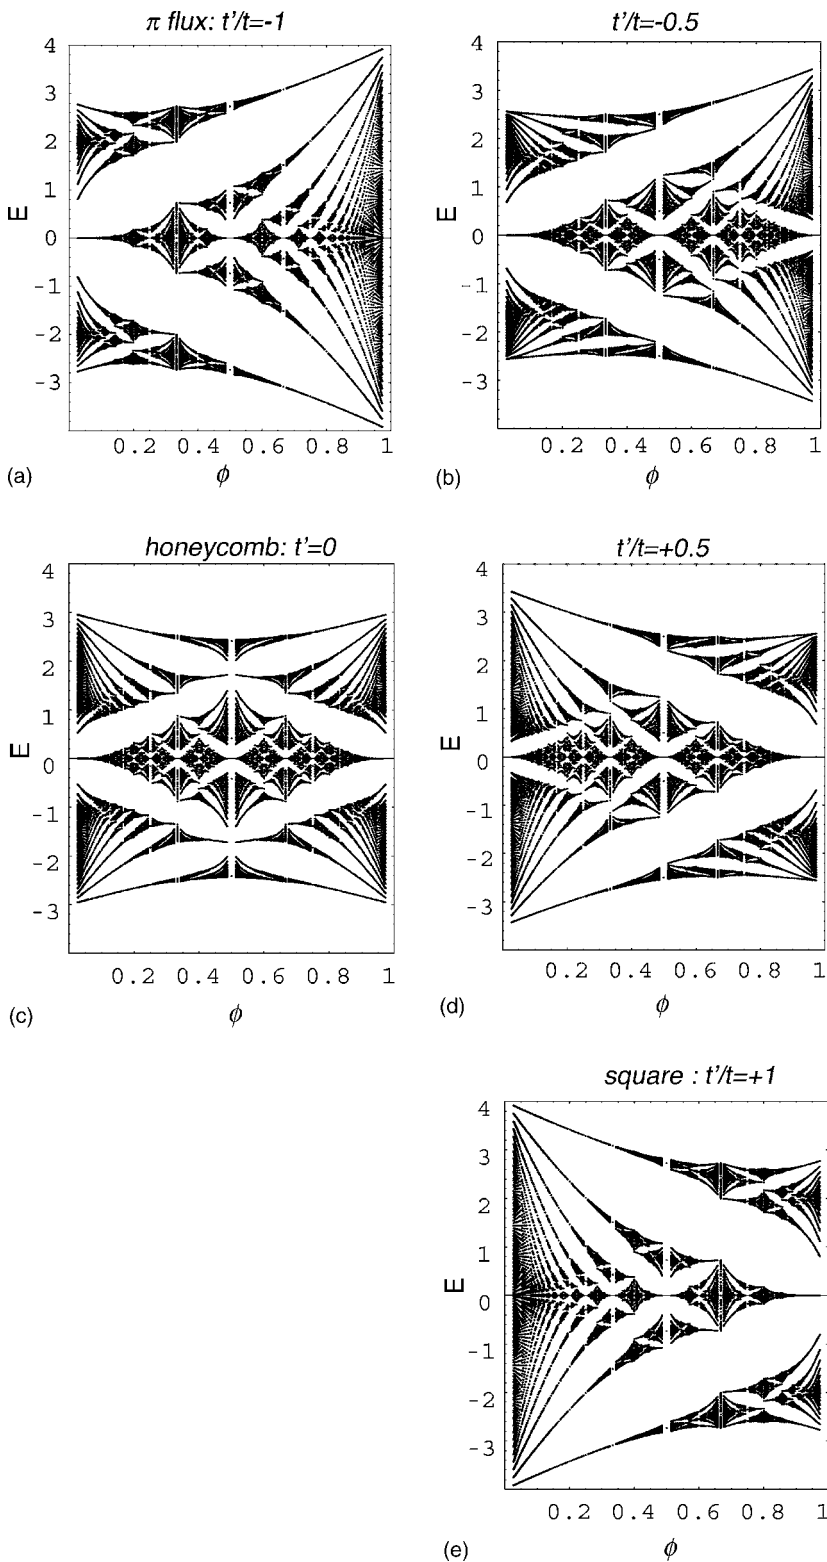 π flux: t'/t=-1
4
3
2
1
0
-1
-2
-3
E
0.2 0.4 0.6 0.8 1
ϕ
(a)
t'/t=-0.5
4
3
2
1
0
-1
-2
-3
E
0.2 0.4 0.6 0.8 1
ϕ
(b)
honeycomb: t'=0
4
3
2
1
0
-1
-2
-3
E
0.2 0.4 0.6 0.8 1
ϕ
(c)
t'/t=+0.5
4
3
2
1
0
-1
-2
-3
E
0.2 0.4 0.6 0.8 1
ϕ
(d)
square : t'/t=+1
4
3
2
1
0
-1
-2
-3
E
0.2 0.4 0.6 0.8 1
ϕ
(e)